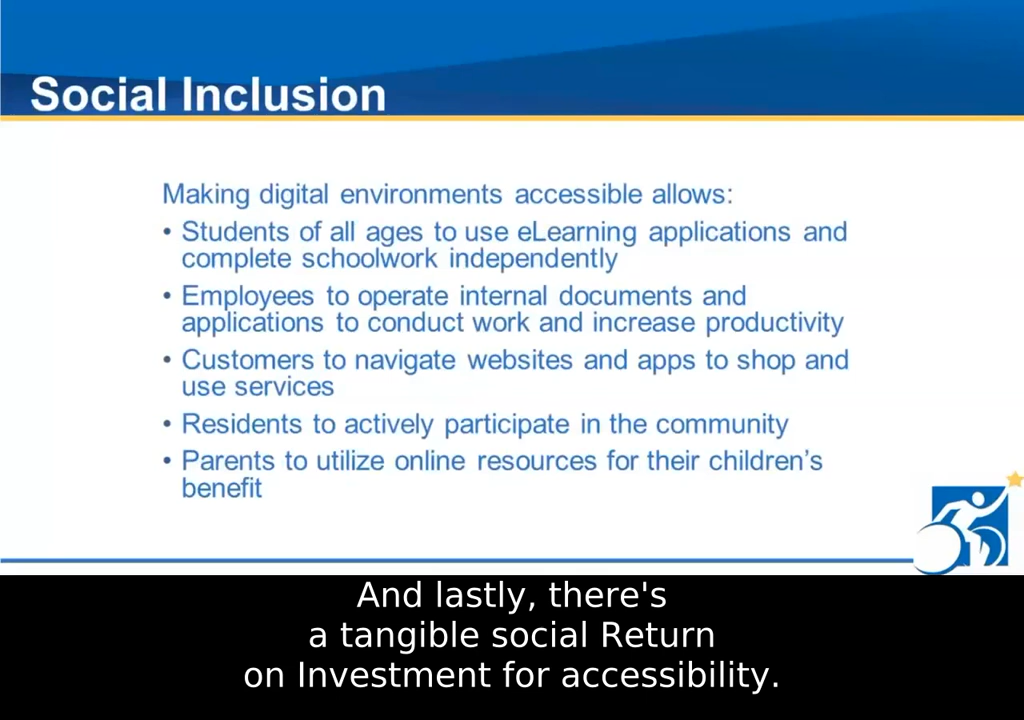 Social Inclusion
Making digital environments accessible allows:
• Students of all ages to use eLearning applications and
complete schoolwork independently
• Employees to operate internal documents and
applications to conduct work and increase productivity
• Customers to navigate websites and apps to shop and
use services
• Residents to actively participate in the community
• Parents to utilize online resources for their children’s
benefit
And lastly, there's
a tangible social Return
on Investment for accessibility.